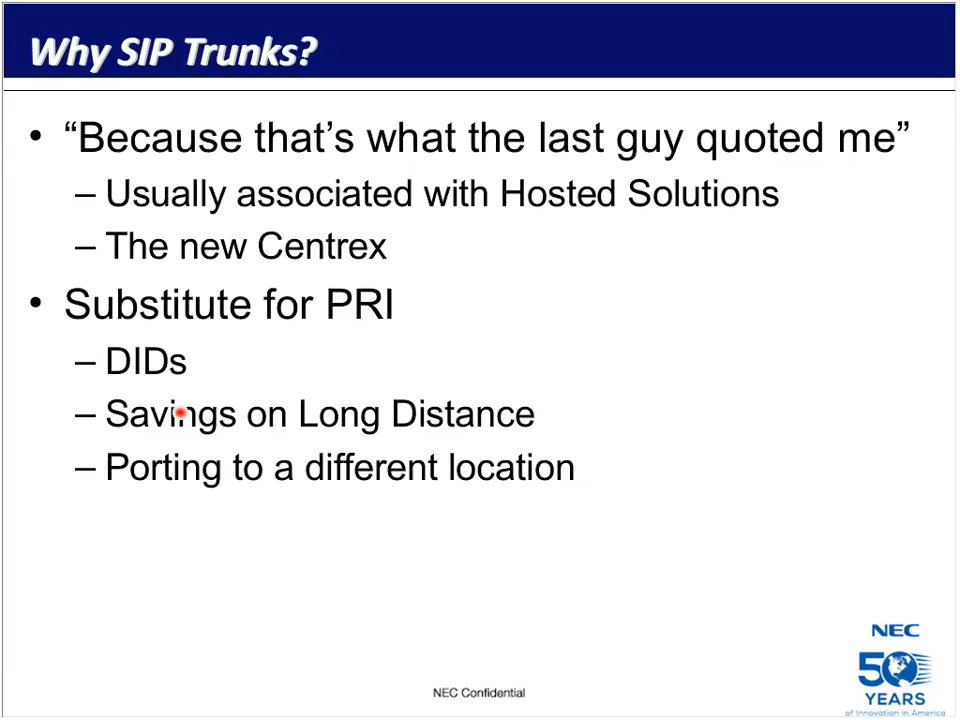 Why SIP Trunks?
• “Because that’s what the last guy quoted me”
– Usually associated with Hosted Solutions
– The new Centrex
• Substitute for PRI
– DIDs
– Savings on Long Distance
– Porting to a different location
NEC
50
YEARS
of Innovation in America
NEC Confidential